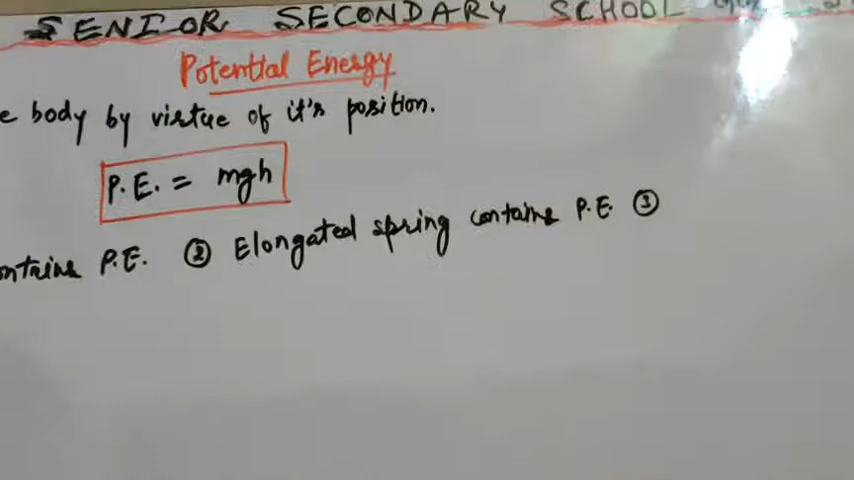 SENIOR SECONDARY SCHOOL
Potential Energy
e body by virtue of it's position.
P.E. = mgh
ontains P.E. ② Elongated spring contains P.E. ③